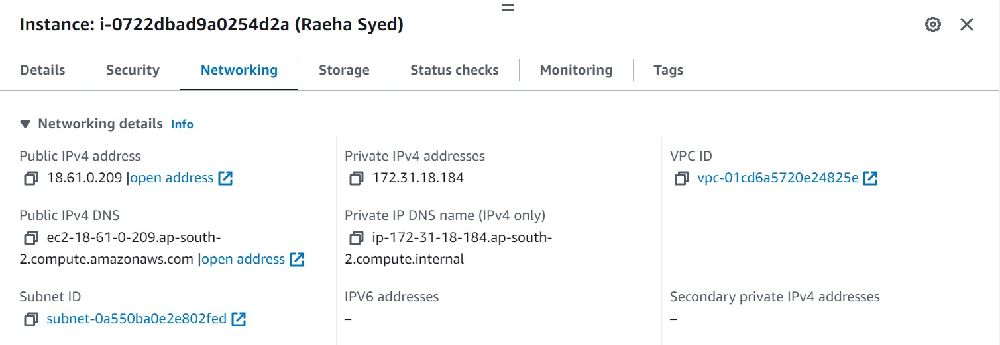 Instance: i-0722dbad9a0254d2a (Raeha Syed)
Details Security Networking Storage Status checks Monitoring Tags
Networking details Info
Public IPv4 address
18.61.0.209 |open address
Private IPv4 addresses
172.31.18.184
VPC ID
vpc-01cd6a5720e24825e
Public IPv4 DNS
ec2-18-61-0-209.ap-south-
2.compute.amazonaws.com |open address
Private IP DNS name (IPv4 only)
ip-172-31-18-184.ap-south-
2.compute.internal
Subnet ID
subnet-0a550ba0e2e802fed
IPV6 addresses
–
Secondary private IPv4 addresses
–